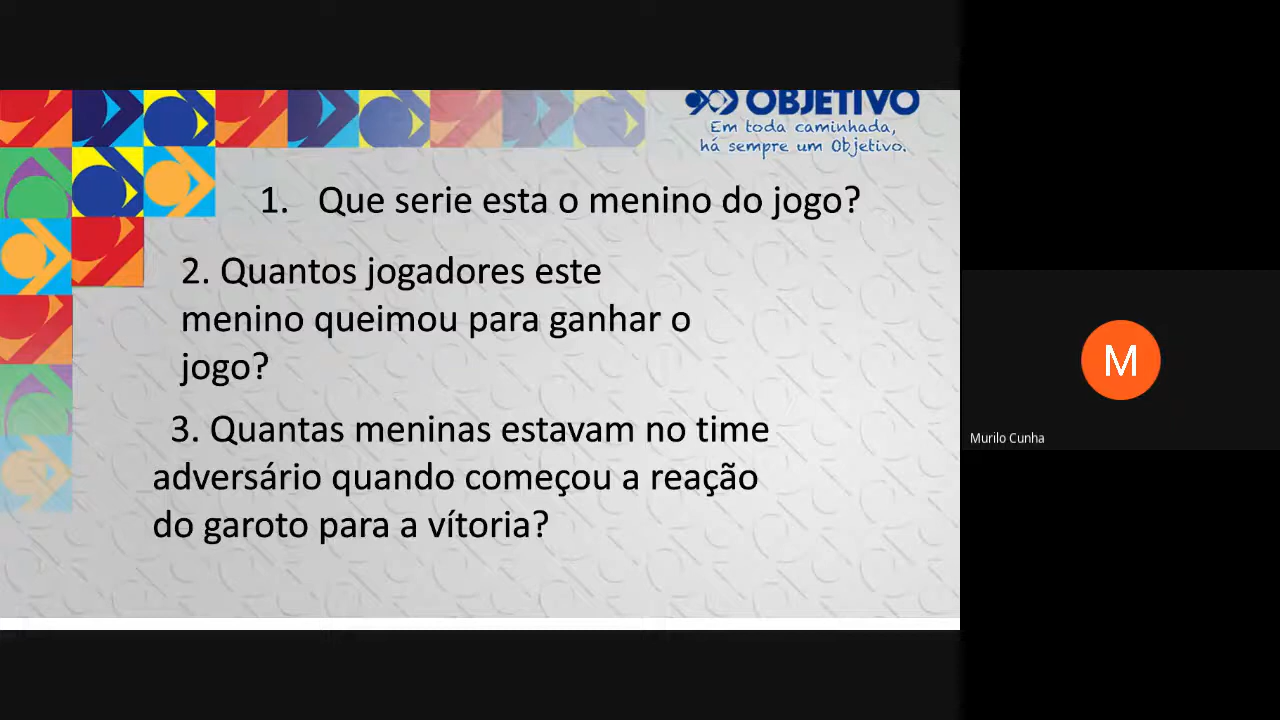 OBJETIVO
Em toda caminhada,
há sempre um Objetivo.
1. Que serie esta o menino do jogo?
2. Quantos jogadores este
menino queimou para ganhar o
jogo?
3. Quantas meninas estavam no time
adversário quando começou a reação
do garoto para a vítoria?
M
Murilo Cunha